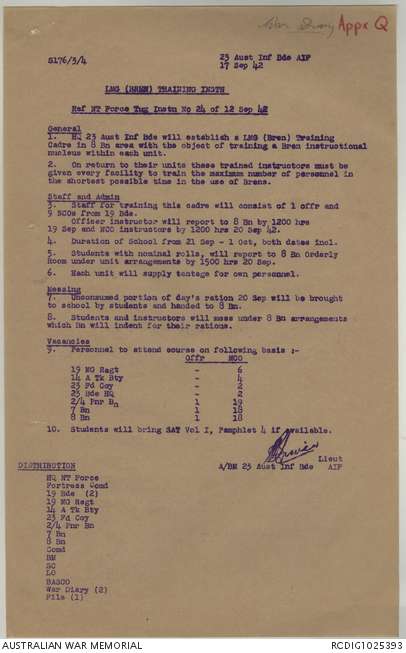 War Diary Appx Q
S176/3/4
23 Aust Inf Bde AIF
17 Sep 42
LMG (BREN) TRAINING INSTN
Ref NT Force Tng Instn No 24 of 12 Sep 42
General
1. HQ 23 Aust Inf Bde will establish a LMG (Bren) Training
Cadre in 8 Bn area with the object of training a Bren instructional
nucleus within each unit.
2. On return to their units these trained instructors must be
given every facility to train the maximum number of personnel in
the shortest possible time in the use of Brens.
Staff and Admin
3. Staff for training this cadre will consist of 1 offr and
9 NCOs from 19 Bde.
Officer instructor will report to 8 Bn by 1200 hrs
19 Sep and NCO instructors by 1200 hrs 20 Sep 42.
4. Duration of School from 21 Sep - 1 Oct, both dates incl.
5. Students with nominal rolls, will report to 8 Bn Orderly
Room under unit arrangements by 1500 hrs 20 Sep.
6. Each unit will supply tentage for own personnel.
Messing
7. Unconsumed portion of day's ration 20 Sep will be brought
to school by students and handed to 8 Bn.
8. Students and instructors will mess under 8 Bn arrangements
which Bn will indent for their rations.
Vacancies
9. Personnel to attend course on following basis :-
Offr NCO
19 MG Regt - 6
14 A Tk Bty - 4
23 Fd Coy - 2
23 Bde HQ - 2
2/4 Pnr Bn 1 19
7 Bn 1 18
8 Bn 1 18
10. Students will bring SAT Vol I, Pamphlet 4 if available.
Lieut
A/BM 23 Aust Inf Bde AIF
DISTRIBUTION
HQ NT Force
Fortress Comd
19 Bde (2)
19 MG Regt
14 A Tk Bty
23 Fd Coy
2/4 Pnr Bn
7 Bn
8 Bn
Comd
BM
SC
LO
BASCO
War Diary (2)
File (1)
AUSTRALIAN WAR MEMORIAL
RCDIG1025393